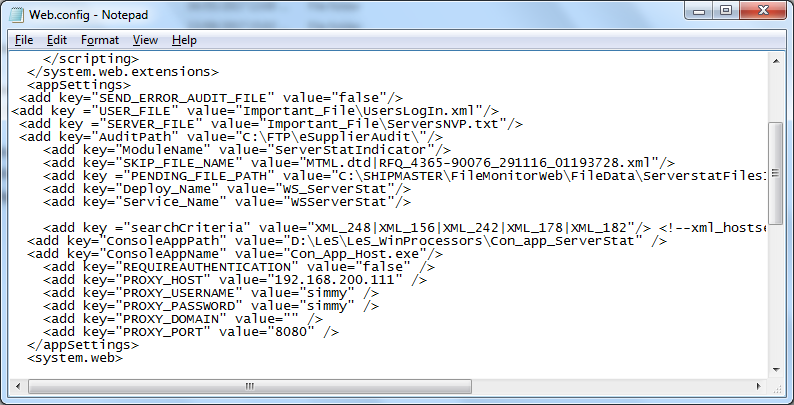 Web.config - Notepad
File Edit Format View Help
</scripting>
</system.web.extensions>
<appSettings>
<add key="SEND_ERROR_AUDIT_FILE" value="false"/>
<add key ="USER_FILE" value="Important_File\UsersLogIn.xml"/>
<add key ="SERVER_FILE" value="Important_File\ServersNVP.txt"/>
<add key="AuditPath" value="C:\FTP\eSupplierAudit\"/>
<add key="ModuleName" value="ServerStatIndicator"/>
<add key="SKIP_FILE_NAME" value="MTML.dtd|RFQ_4365-90076_291116_01193728.xml"/>
<add key ="PENDING_FILE_PATH" value="C:\SHIPMASTER\FileMonitorWeb\FileData\ServerstatFilesI
<add key="Deploy_Name" value="WS_ServerStat"/>
<add key="Service_Name" value="WSServerStat"/>
<add key ="searchCriteria" value="XML_248|XML_156|XML_242|XML_178|XML_182"/> <!--xml_hostse
<add key="ConsoleAppPath" value="D:\LeS\LeS_WinProcessors\Con_app_ServerStat" />
<add key="ConsoleAppName" value="Con_App_Host.exe"/>
<add key="REQUIREAUTHENTICATION" value="false" />
<add key="PROXY_HOST" value="192.168.200.111" />
<add key="PROXY_USERNAME" value="simmy" />
<add key="PROXY_PASSWORD" value="simmy" />
<add key="PROXY_DOMAIN" value="" />
<add key="PROXY_PORT" value="8080" />
</appSettings>
<system.web>